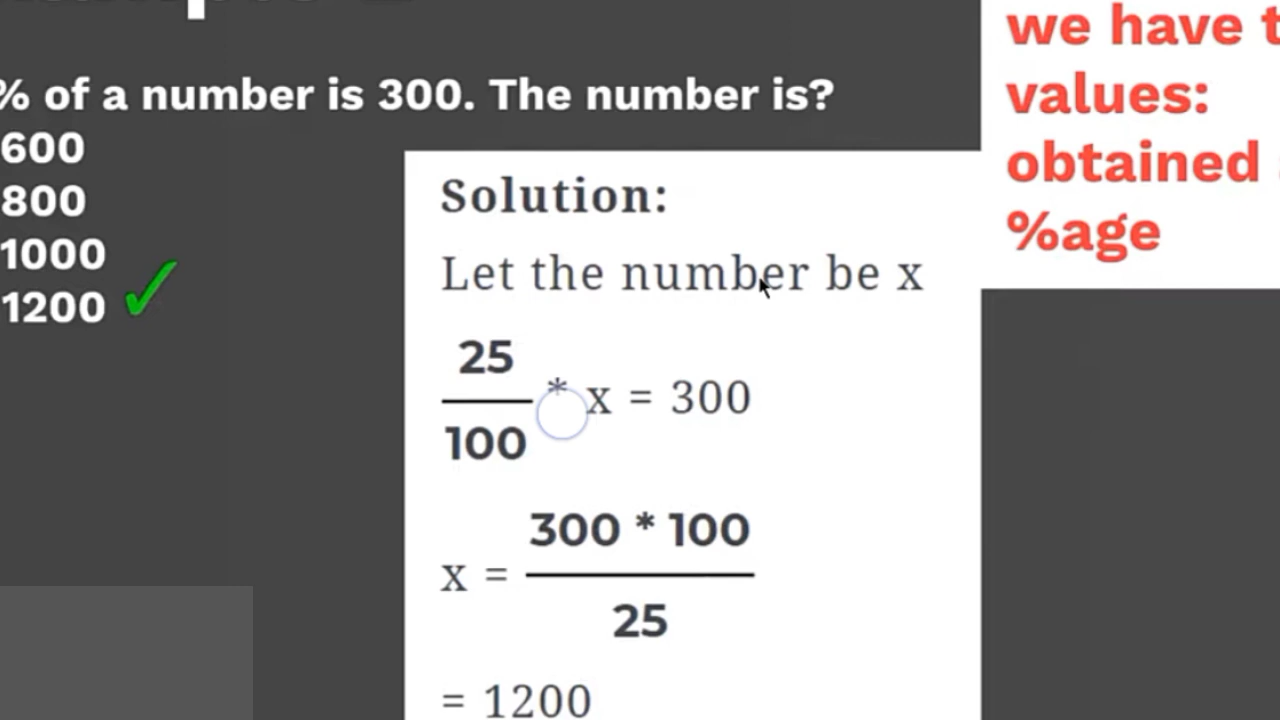 % of a number is 300. The number is?
600
800
1000
1200
Solution:
Let the number be x
25
* x = 300
100
300 * 100
x =
25
= 1200
we have t
values:
obtained
%age